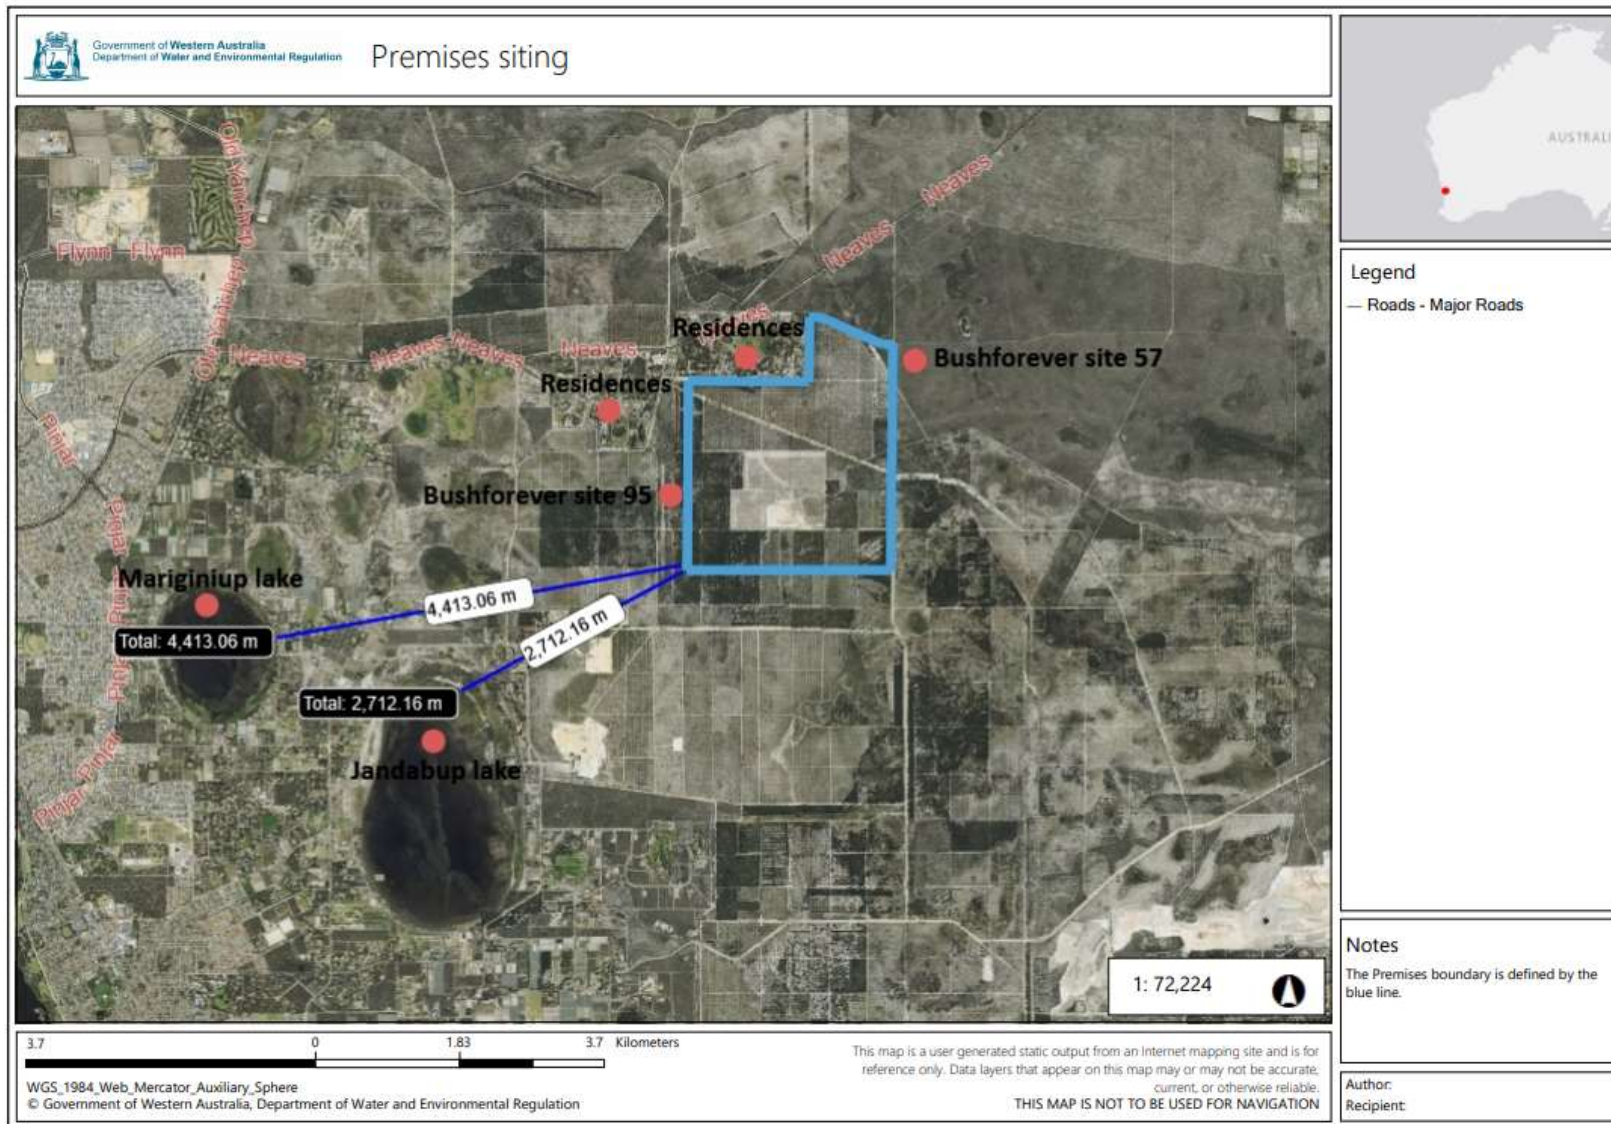 Government of Western Australia
Department of Water and Environmental Regulation
Premises siting
AUSTRALI
Old Yanchep
Flynn Flynn
Neaves
Neaves
Old Yanchep
Neaves
Residences
Neaves Neaves Neaves Neaves
Bushforever site 57
Residences
Pinjar
Bushforever site 95
Pinjar Pinjar
Mariginiup lake
4,413.06 m
Total: 4,413.06 m
2,712.16 m
Pinjar
Total: 2,712.16 m
Jandabup lake
Pinjar Pinjar
1: 72,224
Legend
Roads - Major Roads
Notes
The Premises boundary is defined by the
blue line.
3.7 0 1.83 3.7 Kilometers
WGS_1984_Web_Mercator_Auxiliary_Sphere
© Government of Western Australia, Department of Water and Environmental Regulation
This map is a user generated static output from an Internet mapping site and is for
reference only. Data layers that appear on this map may or may not be accurate,
current, or otherwise reliable.
THIS MAP IS NOT TO BE USED FOR NAVIGATION
Author:
Recipient: